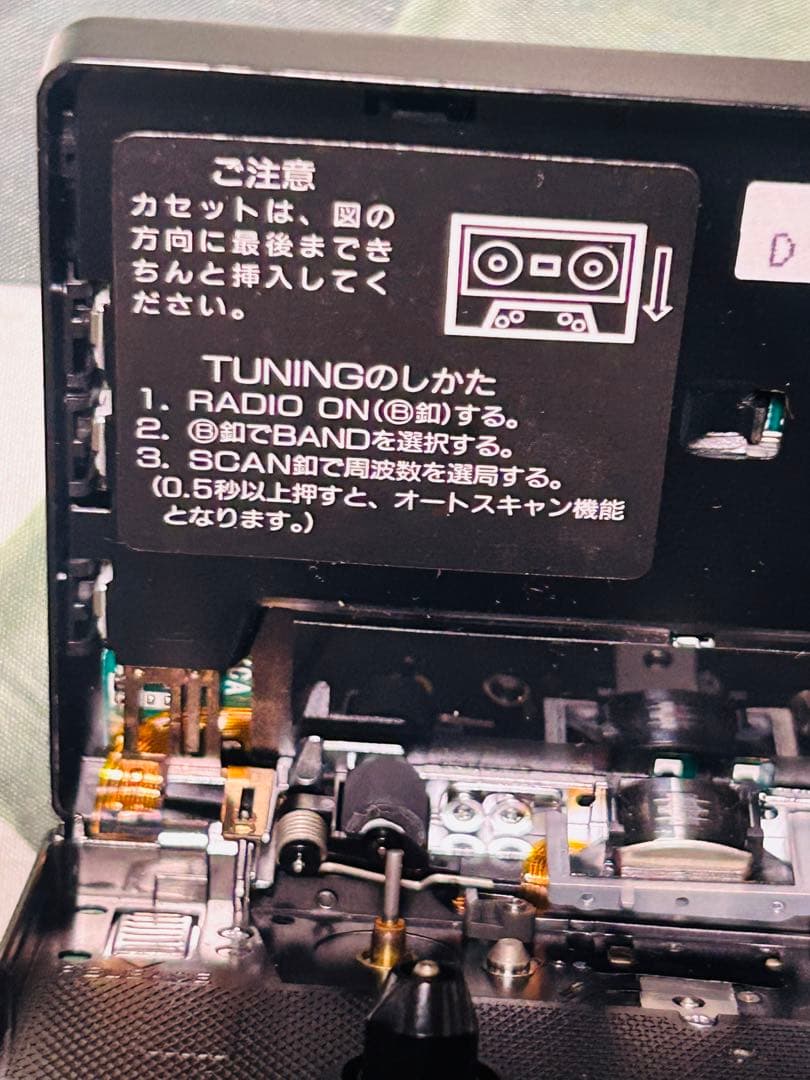 ご注意
カセットは、図の
方向に最後までき
ちんと挿入してく
ださい。
TUNINGのしかた
1. RADIO ON(Ⓑ釦)する。
2. Ⓑ釦でBANDを選択する。
3. SCAN釦で周波数を選局する。
(0.5秒以上押すと、オートスキャン機能
となります。)
D
CA